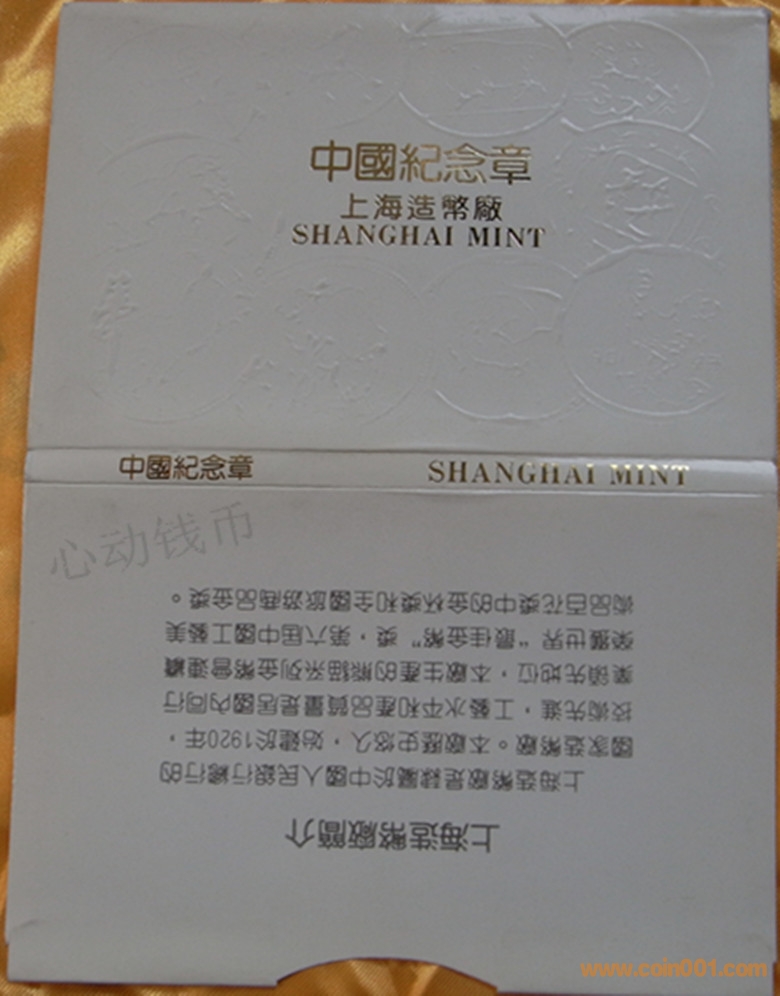 中國紀念章
上海造幣廠
SHANGHAI MINT
中國紀念章 SHANGHAI MINT
心动钱币
上海造幣廠簡介
上海造幣廠是隸屬於中國人民銀行總行的
國家造幣廠。本廠歷史悠久，始建於1920年，
技術先進，工藝水平和產品質量是居國內同行
業領先地位，本廠生產的熊貓系列金幣曾連續
榮獲世界“最佳金幣”獎，第六屆中國工藝美
術品百花獎中的金杯獎和全國旅遊商品金獎。
www.coin001.com